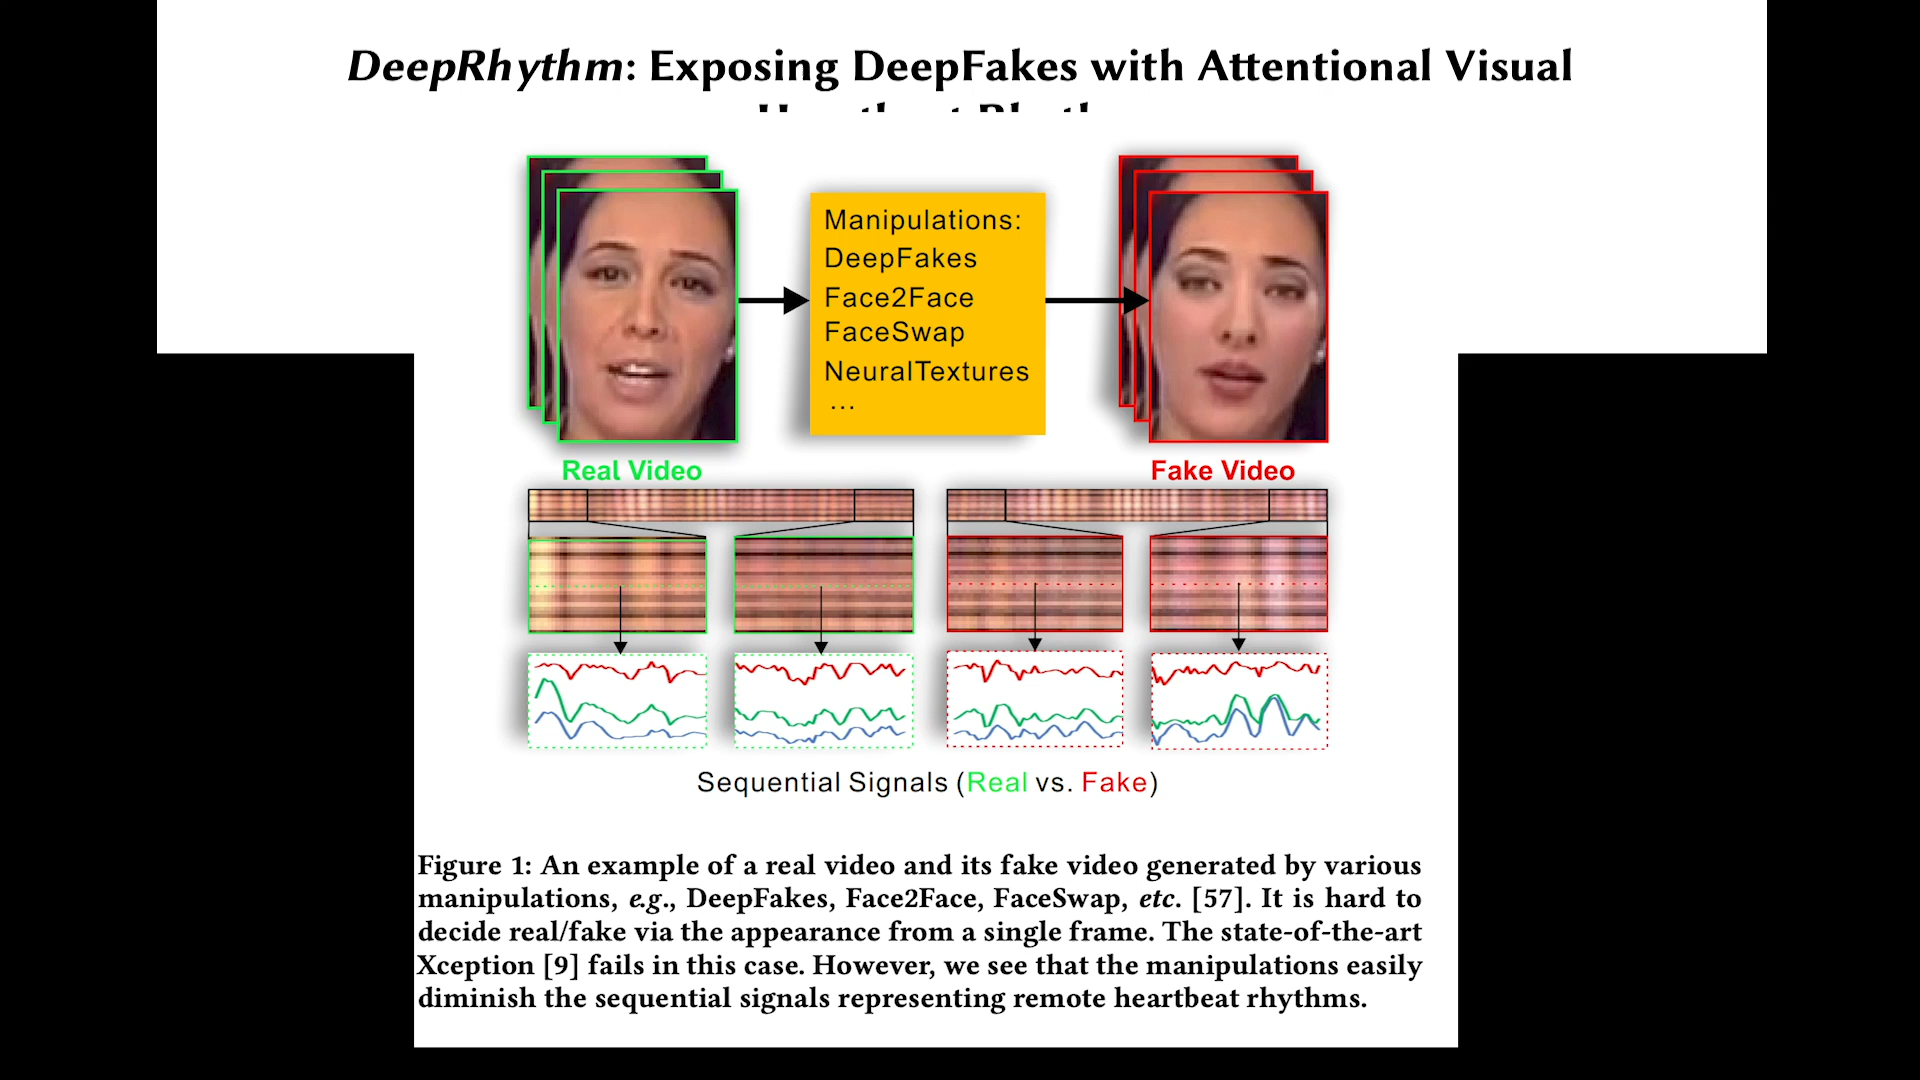 DeepRhythm: Exposing DeepFakes with Attentional Visual
Manipulations:
DeepFakes
Face2Face
FaceSwap
NeuralTextures
...
Real Video
Fake Video
Sequential Signals (Real vs. Fake)
Figure 1: An example of a real video and its fake video generated by various
manipulations, e.g., DeepFakes, Face2Face, FaceSwap, etc. [57]. It is hard to
decide real/fake via the appearance from a single frame. The state-of-the-art
Xception [9] fails in this case. However, we see that the manipulations easily
diminish the sequential signals representing remote heartbeat rhythms.